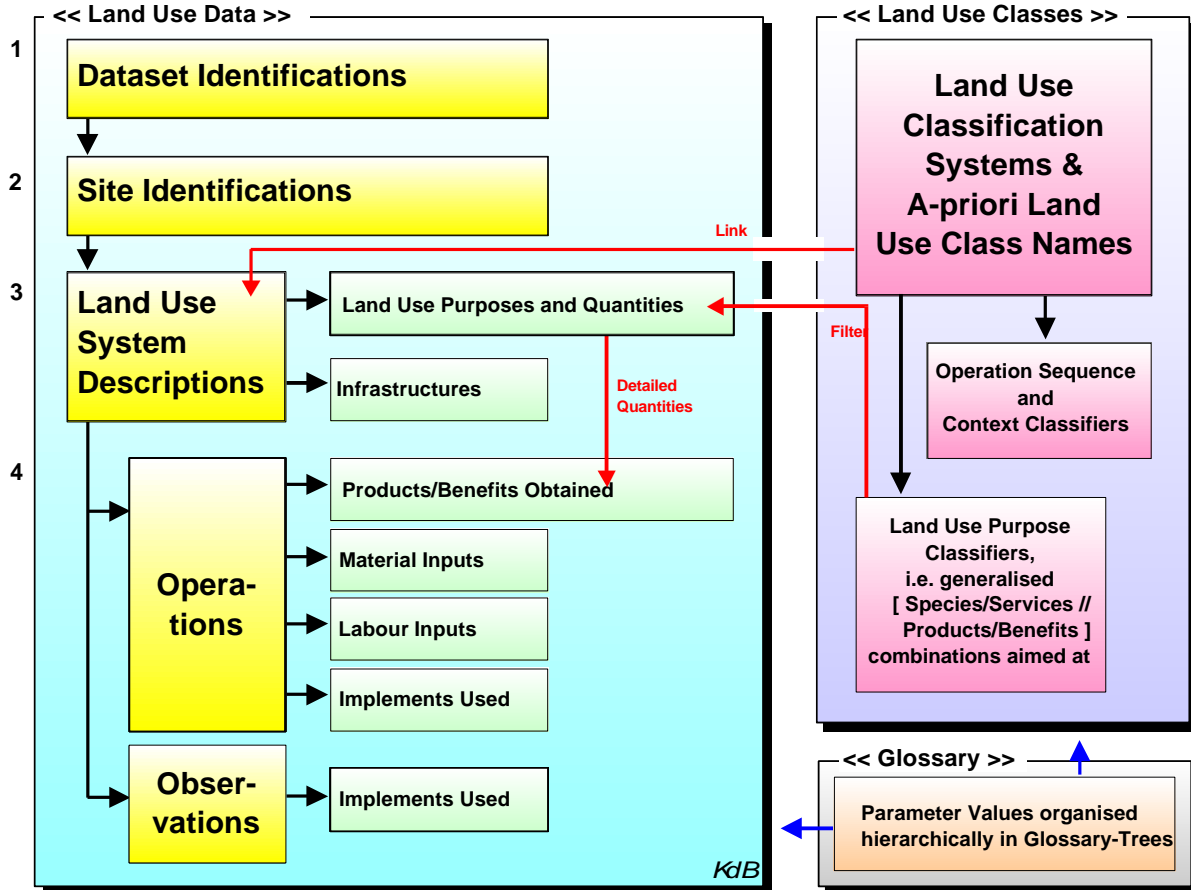 << Land Use Data >>
1
Dataset Identifications
2
Site Identifications
3
Land Use
System
Descriptions
Land Use Purposes and Quantities
Infrastructures
Detailed
Quantities
4
Opera-
tions
Products/Benefits Obtained
Material Inputs
Labour Inputs
Implements Used
Obser-
vations
Implements Used
KdB
Link
Filter
<< Land Use Classes >>
Land Use
Classification
Systems &
A-priori Land
Use Class Names
Operation Sequence
and
Context Classifiers
Land Use Purpose
Classifiers,
i.e. generalised
[ Species/Services //
Products/Benefits ]
combinations aimed at
<< Glossary >>
Parameter Values organised
hierarchically in Glossary-Trees